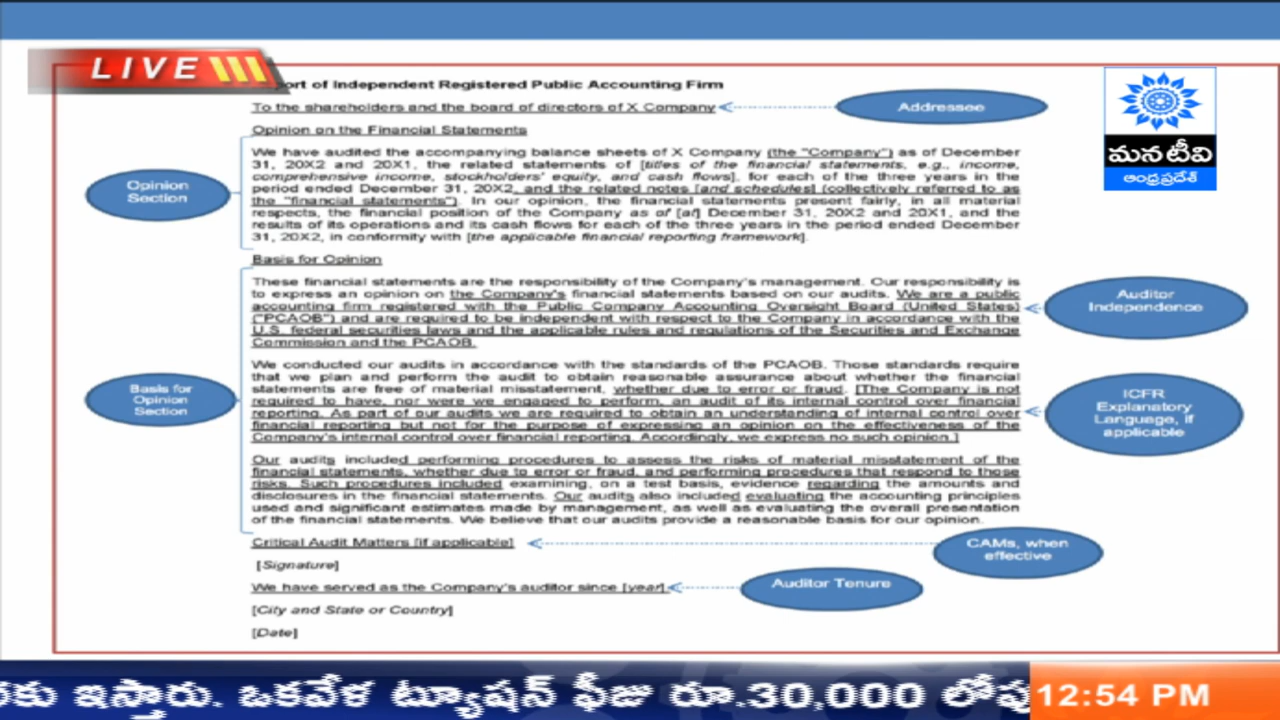 LIVE
ort of Independent Registered Public Accounting Firm
To the shareholders and the board of directors of X Company
Addressee
మన టీవి
ఆంధ్రప్రదేశ్
Opinion on the Financial Statements
Opinion
Section
We have audited the accompanying balance sheets of X Company (the "Company") as of December
31, 20X2 and 20X1, the related statements of [titles of the financial statements, e.g., income,
comprehensive income, stockholders' equity, and cash flows], for each of the three years in the
period ended December 31, 20X2, and the related notes [and schedules] (collectively referred to as
the "financial statements"). In our opinion, the financial statements present fairly, in all material
respects, the financial position of the Company as of [at] December 31, 20X2 and 20X1, and the
results of its operations and its cash flows for each of the three years in the period ended December
31, 20X2, in conformity with [the applicable financial reporting framework].
Basis for Opinion
Basis for
Opinion
Section
These financial statements are the responsibility of the Company's management. Our responsibility is
to express an opinion on the Company's financial statements based on our audits. We are a public
accounting firm registered with the Public Company Accounting Oversight Board (United States)
("PCAOB") and are required to be independent with respect to the Company in accordance with the
U.S. federal securities laws and the applicable rules and regulations of the Securities and Exchange
Commission and the PCAOB.
Auditor
Independence
We conducted our audits in accordance with the standards of the PCAOB. Those standards require
that we plan and perform the audit to obtain reasonable assurance about whether the financial
statements are free of material misstatement, whether due to error or fraud. [The Company is not
required to have, nor were we engaged to perform, an audit of its internal control over financial
reporting. As part of our audits we are required to obtain an understanding of internal control over
financial reporting but not for the purpose of expressing an opinion on the effectiveness of the
Company's internal control over financial reporting. Accordingly, we express no such opinion.]
ICFR
Explanatory
Language, if
applicable
Our audits included performing procedures to assess the risks of material misstatement of the
financial statements, whether due to error or fraud, and performing procedures that respond to those
risks. Such procedures included examining, on a test basis, evidence regarding the amounts and
disclosures in the financial statements. Our audits also included evaluating the accounting principles
used and significant estimates made by management, as well as evaluating the overall presentation
of the financial statements. We believe that our audits provide a reasonable basis for our opinion.
Critical Audit Matters [if applicable]
CAMs, when
effective
[Signature]
We have served as the Company's auditor since [year].
Auditor Tenure
[City and State or Country]
[Date]
కు ఇస్తారు. ఒకవేళ ట్యూషన్ ఫీజు రూ.30,000 లోపు
12:54 PM